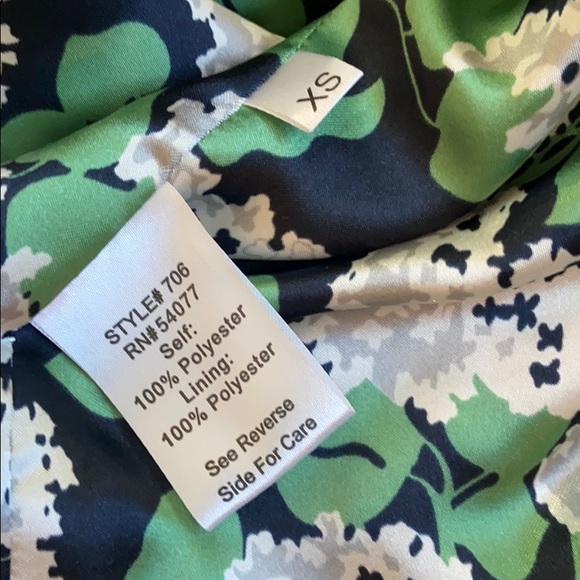 XS
STYLE# 706
RN# 54077
Self:
100% Polyester
Lining:
100% Polyester
See Reverse
Side For Care